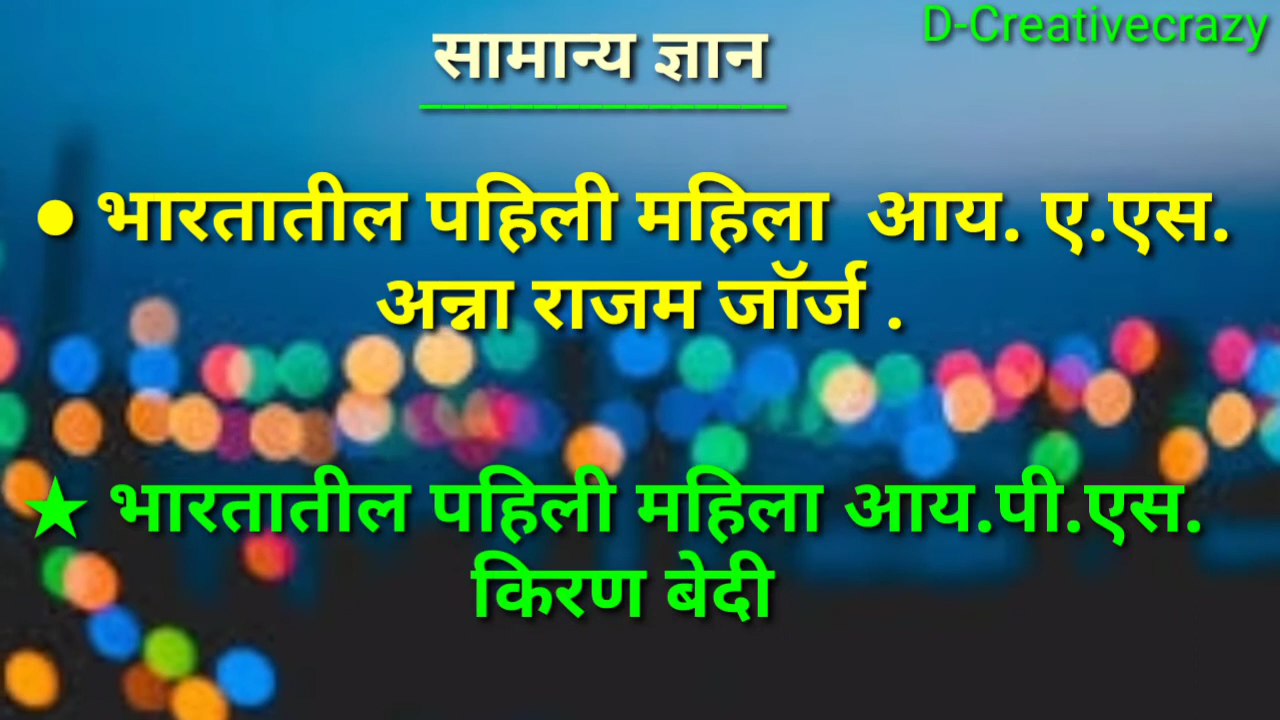 D-Creativecrazy
सामान्य ज्ञान
● भारतातील पहिली महिला आय. ए.एस.
अन्ना राजम जॉर्ज .
★ भारतातील पहिली महिला आय.पी.एस.
किरण बेदी